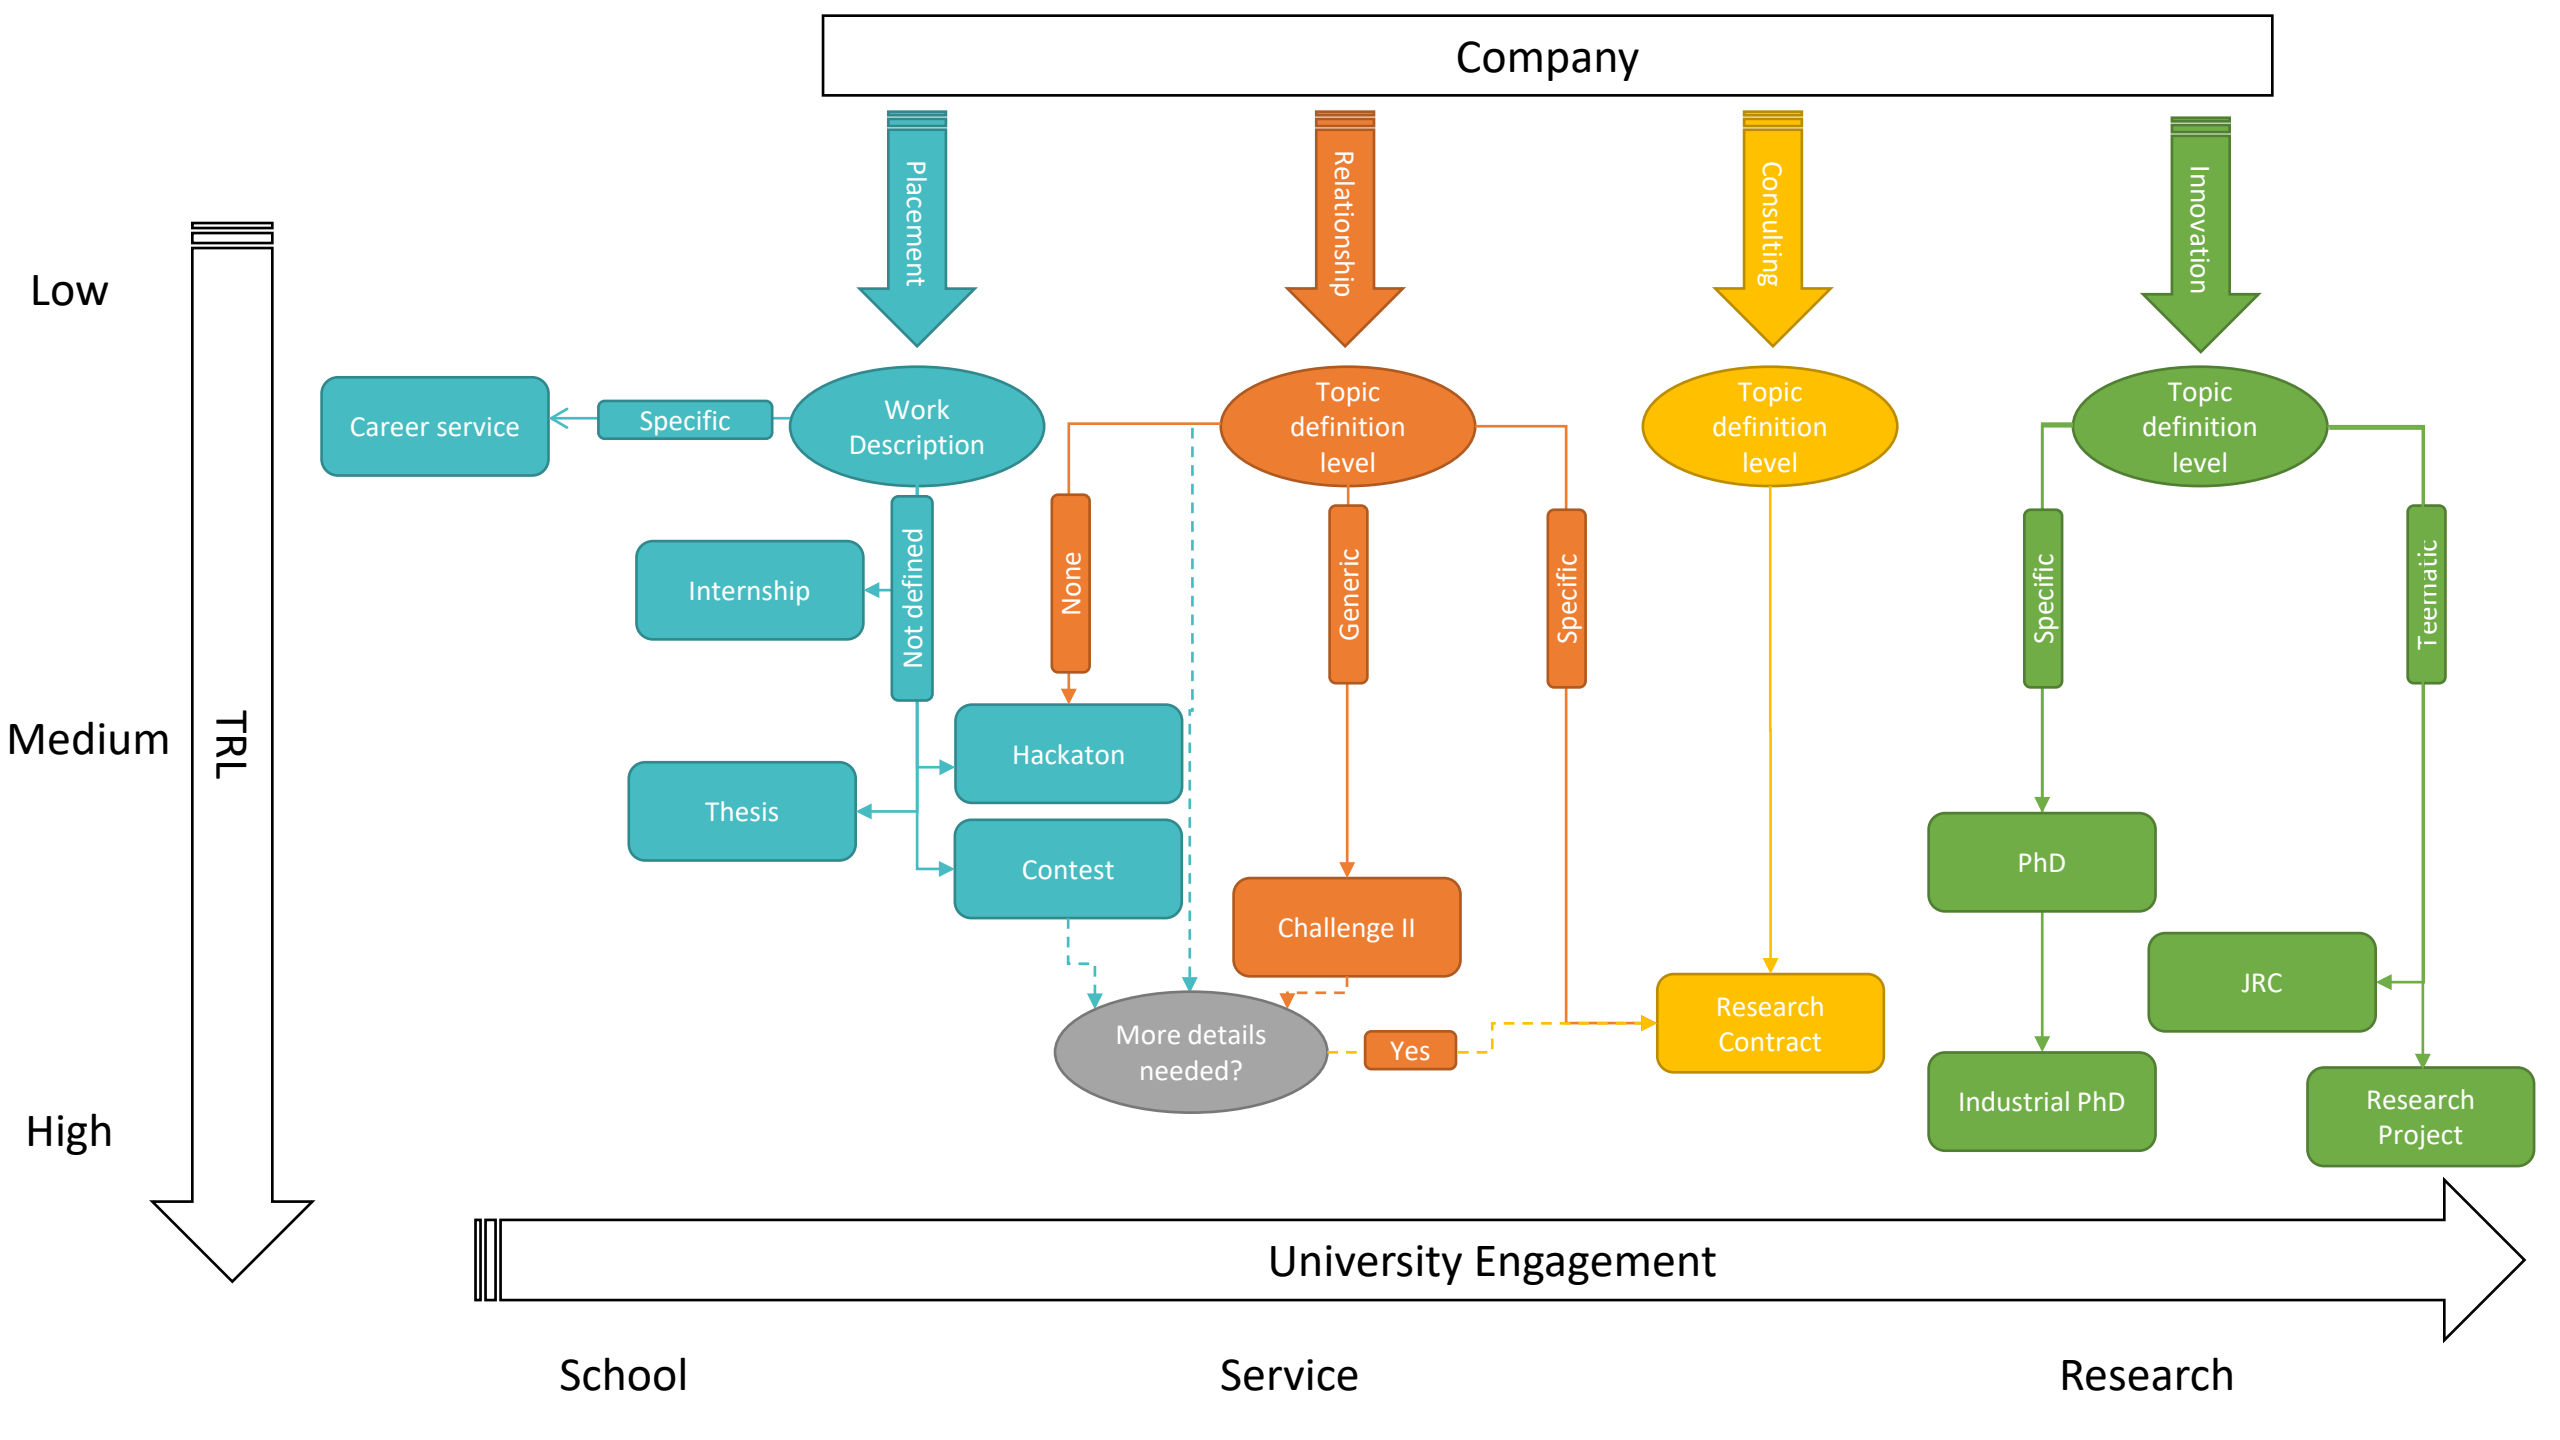 Company
Placement
Relationship
Consulting
Innovation
Low
Career service
Specific
Work
Description
Topic
definition
level
Topic
definition
level
Topic
definition
level
Internship
Not defined
None
Generic
Specific
Specific
Teematic
Medium
TRL
Hackaton
Thesis
Contest
PhD
Challenge II
JRC
More details
needed?
Yes
Research
Contract
High
Industrial PhD
Research
Project
University Engagement
School
Service
Research